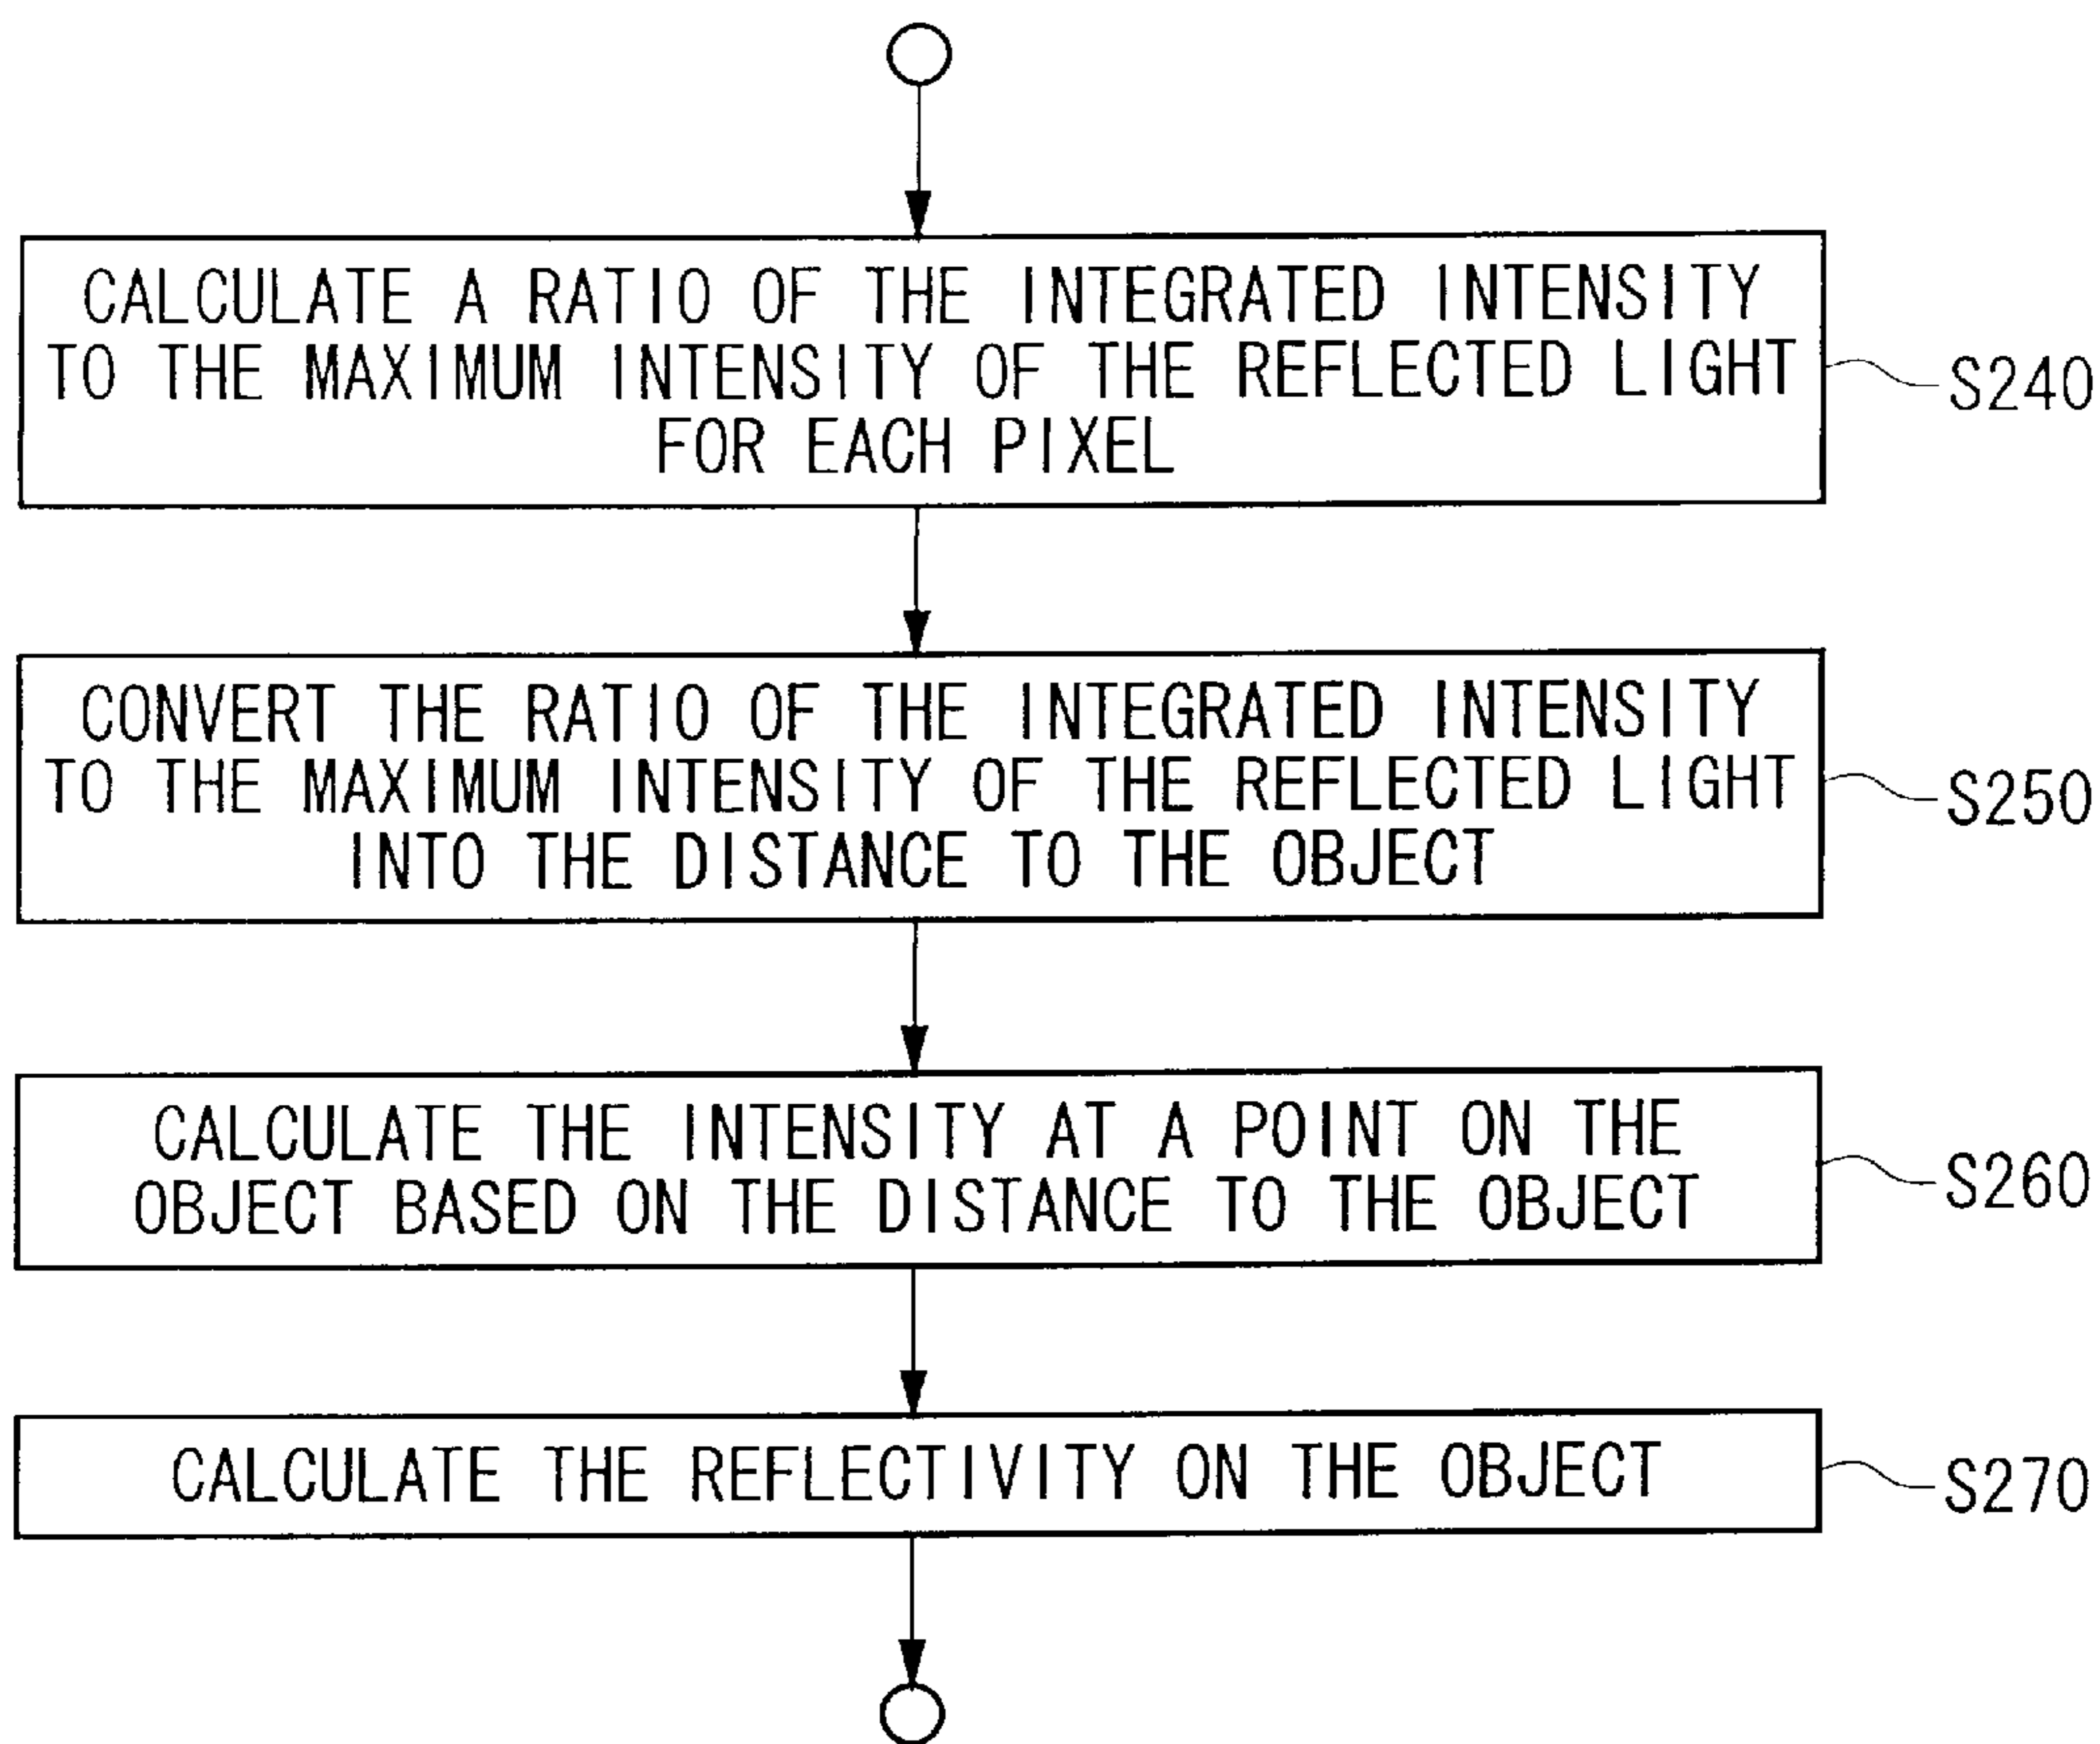 CALCULATE A RATIO OF THE INTEGRATED INTENSITY
TO THE MAXIMUM INTENSITY OF THE REFLECTED LIGHT
FOR EACH PIXEL
S240
CONVERT THE RATIO OF THE INTEGRATED INTENSITY
TO THE MAXIMUM INTENSITY OF THE REFLECTED LIGHT
INTO THE DISTANCE TO THE OBJECT
S250
CALCULATE THE INTENSITY AT A POINT ON THE
OBJECT BASED ON THE DISTANCE TO THE OBJECT
S260
CALCULATE THE REFLECTIVITY ON THE OBJECT
S270